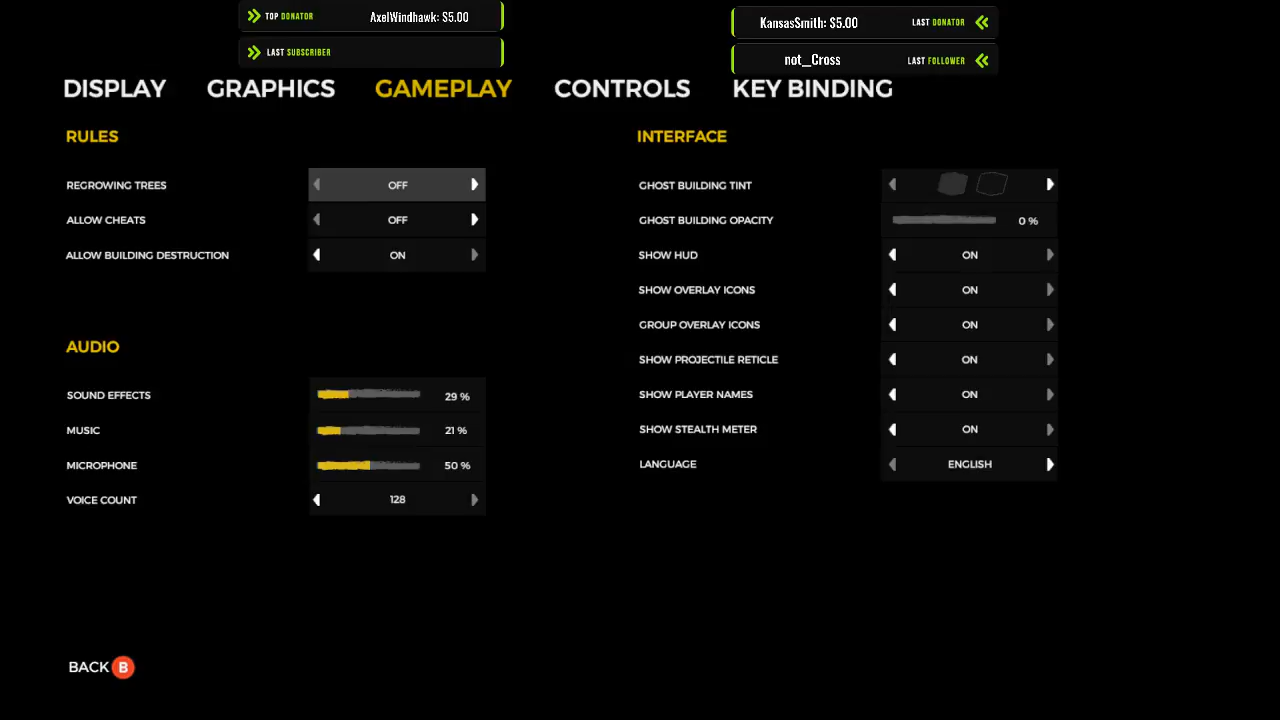 TOP DONATOR AxelWindhawk: $5.00
LAST SUBSCRIBER
KansasSmith: $5.00 LAST DONATOR
not_Cross LAST FOLLOWER
DISPLAY GRAPHICS GAMEPLAY CONTROLS KEY BINDING
RULES
REGROWING TREES OFF
ALLOW CHEATS OFF
ALLOW BUILDING DESTRUCTION ON
AUDIO
SOUND EFFECTS 29 %
MUSIC 21 %
MICROPHONE 50 %
VOICE COUNT 128
INTERFACE
GHOST BUILDING TINT
GHOST BUILDING OPACITY 0 %
SHOW HUD ON
SHOW OVERLAY ICONS ON
GROUP OVERLAY ICONS ON
SHOW PROJECTILE RETICLE ON
SHOW PLAYER NAMES ON
SHOW STEALTH METER ON
LANGUAGE ENGLISH
BACK B